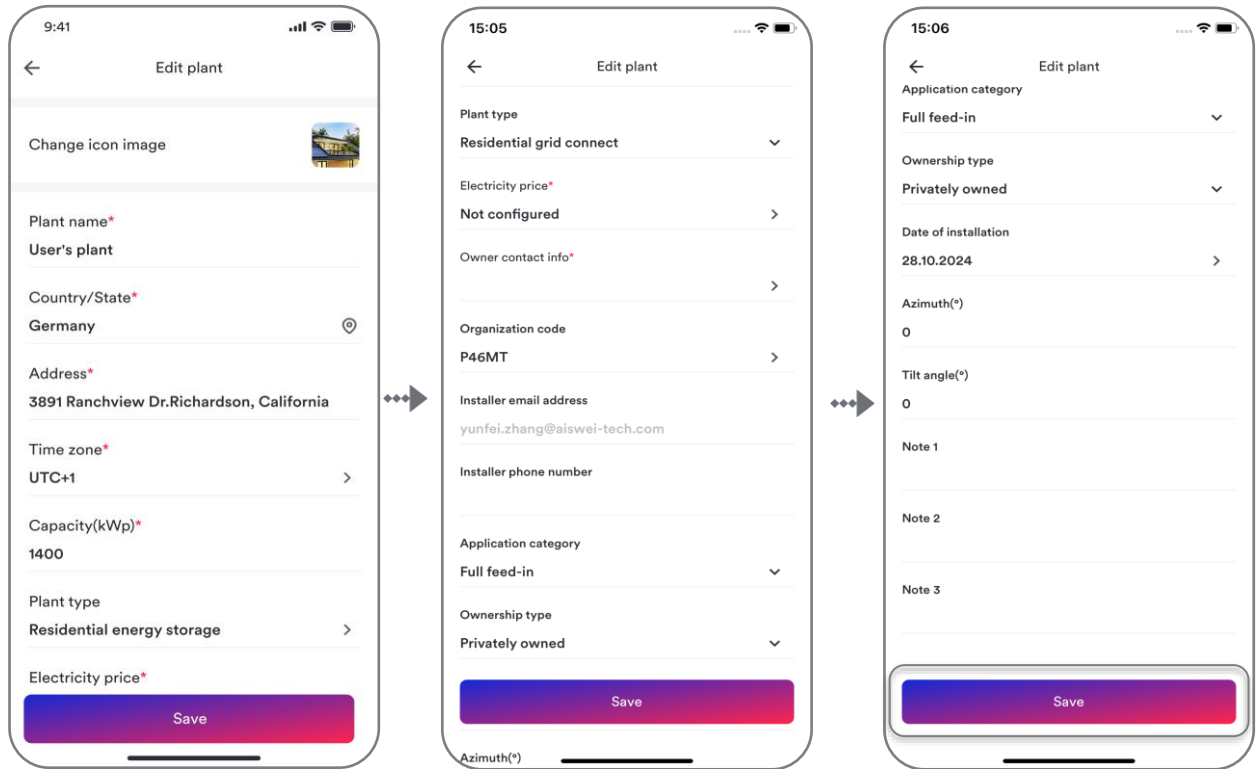 9:41
Edit plant
Change icon image
Plant name*
User's plant
Country/State*
Germany
Address*
3891 Ranchview Dr.Richardson, California
Time zone*
UTC+1
Capacity(kWp)*
1400
Plant type
Residential energy storage
Electricity price*
Save
15:05
Edit plant
Plant type
Residential grid connect
Electricity price*
Not configured
Owner contact info*
Organization code
P46MT
Installer email address
yunfei.zhang@aiswei-tech.com
Installer phone number
Application category
Full feed-in
Ownership type
Privately owned
Save
Azimuth(°)
15:06
Edit plant
Application category
Full feed-in
Ownership type
Privately owned
Date of installation
28.10.2024
Azimuth(°)
0
Tilt angle(°)
0
Note 1
Note 2
Note 3
Save